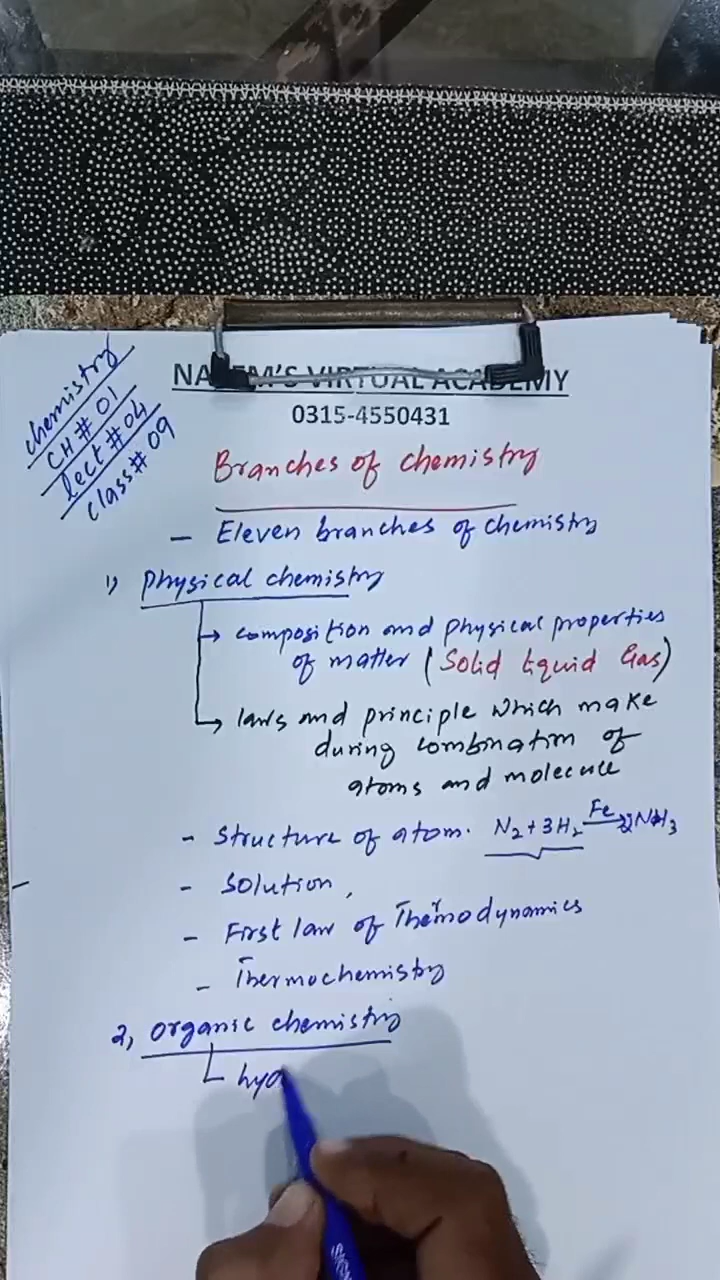 chemistry
CH # 01
lect # 04
class # 09
VIRTUAL ACADEMY
0315-4550431
Branches of chemistry
- Eleven branches of chemistry
1) physical chemistry
→ composition and physical properties
of matter (Solid liquid Gas)
→ laws and principle which make
during combination of
atoms and molecule
- Structure of atom. N₂ + 3H₂ Fe→ 2NH₃
- Solution,
- First law of Thermodynamics
- Thermochemistry
2, organic chemistry